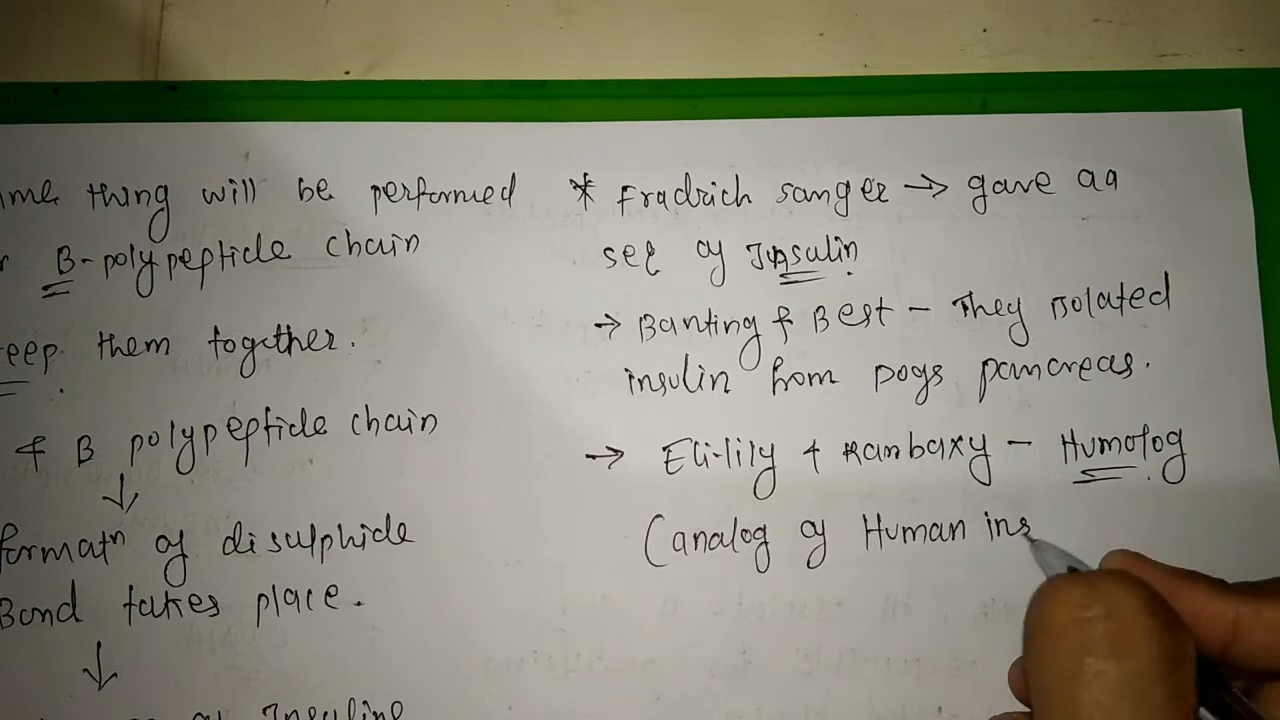 ame thing will be performed
r B-polypeptide chain
eep them together.
& B polypeptide chain
↓
formatⁿ of disulphide
Bond takes place.
↓
Insuline
* Fradrich sanger → gave aa
seq of Insulin.
→ Banting & Best - They isolated
insulin from Dogs pancreas.
→ Eli-lily & Ranbaxy - Humolog
(analog of Human ins